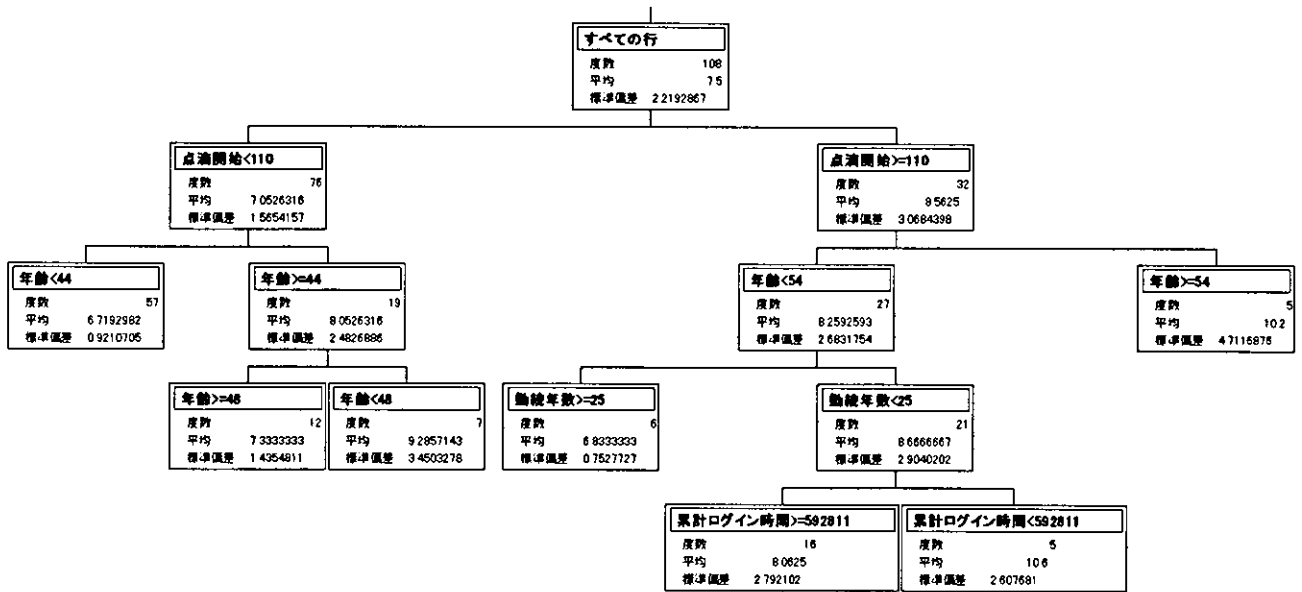 すべての行
度数 108
平均 7.5
標準偏差 2.2192867
点滴開始<110
度数 76
平均 7.0526316
標準偏差 1.5654157
点滴開始>=110
度数 32
平均 8.5625
標準偏差 3.0684398
年齢<44
度数 57
平均 6.7192982
標準偏差 0.9210705
年齢>=44
度数 19
平均 8.0526316
標準偏差 2.4826886
年齢<54
度数 27
平均 8.2592593
標準偏差 2.6831754
年齢>=54
度数 5
平均 10.2
標準偏差 4.7116876
年齢>=48
度数 12
平均 7.3333333
標準偏差 1.4354811
年齢<48
度数 7
平均 9.2857143
標準偏差 3.4503278
勤続年数>=25
度数 6
平均 6.8333333
標準偏差 0.7527727
勤続年数<25
度数 21
平均 8.6666667
標準偏差 2.9040202
累計ログイン時間>=592811
度数 16
平均 8.0625
標準偏差 2.792102
累計ログイン時間<592811
度数 5
平均 10.6
標準偏差 2.607681